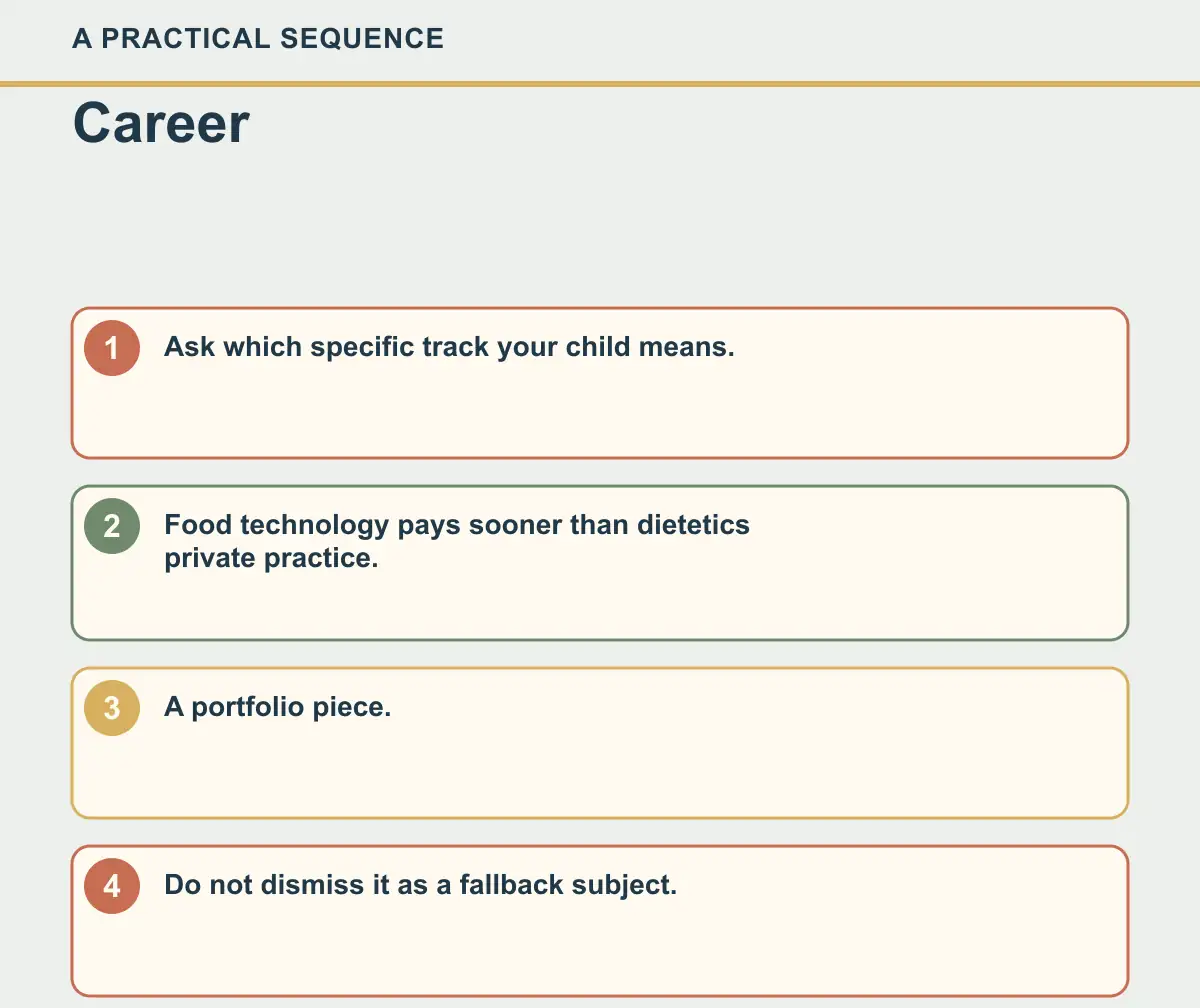 A PRACTICAL SEQUENCE
Career
1
Ask which specific track your child means.
2
Food technology pays sooner than dietetics
private practice.
3
A portfolio piece.
4
Do not dismiss it as a fallback subject.